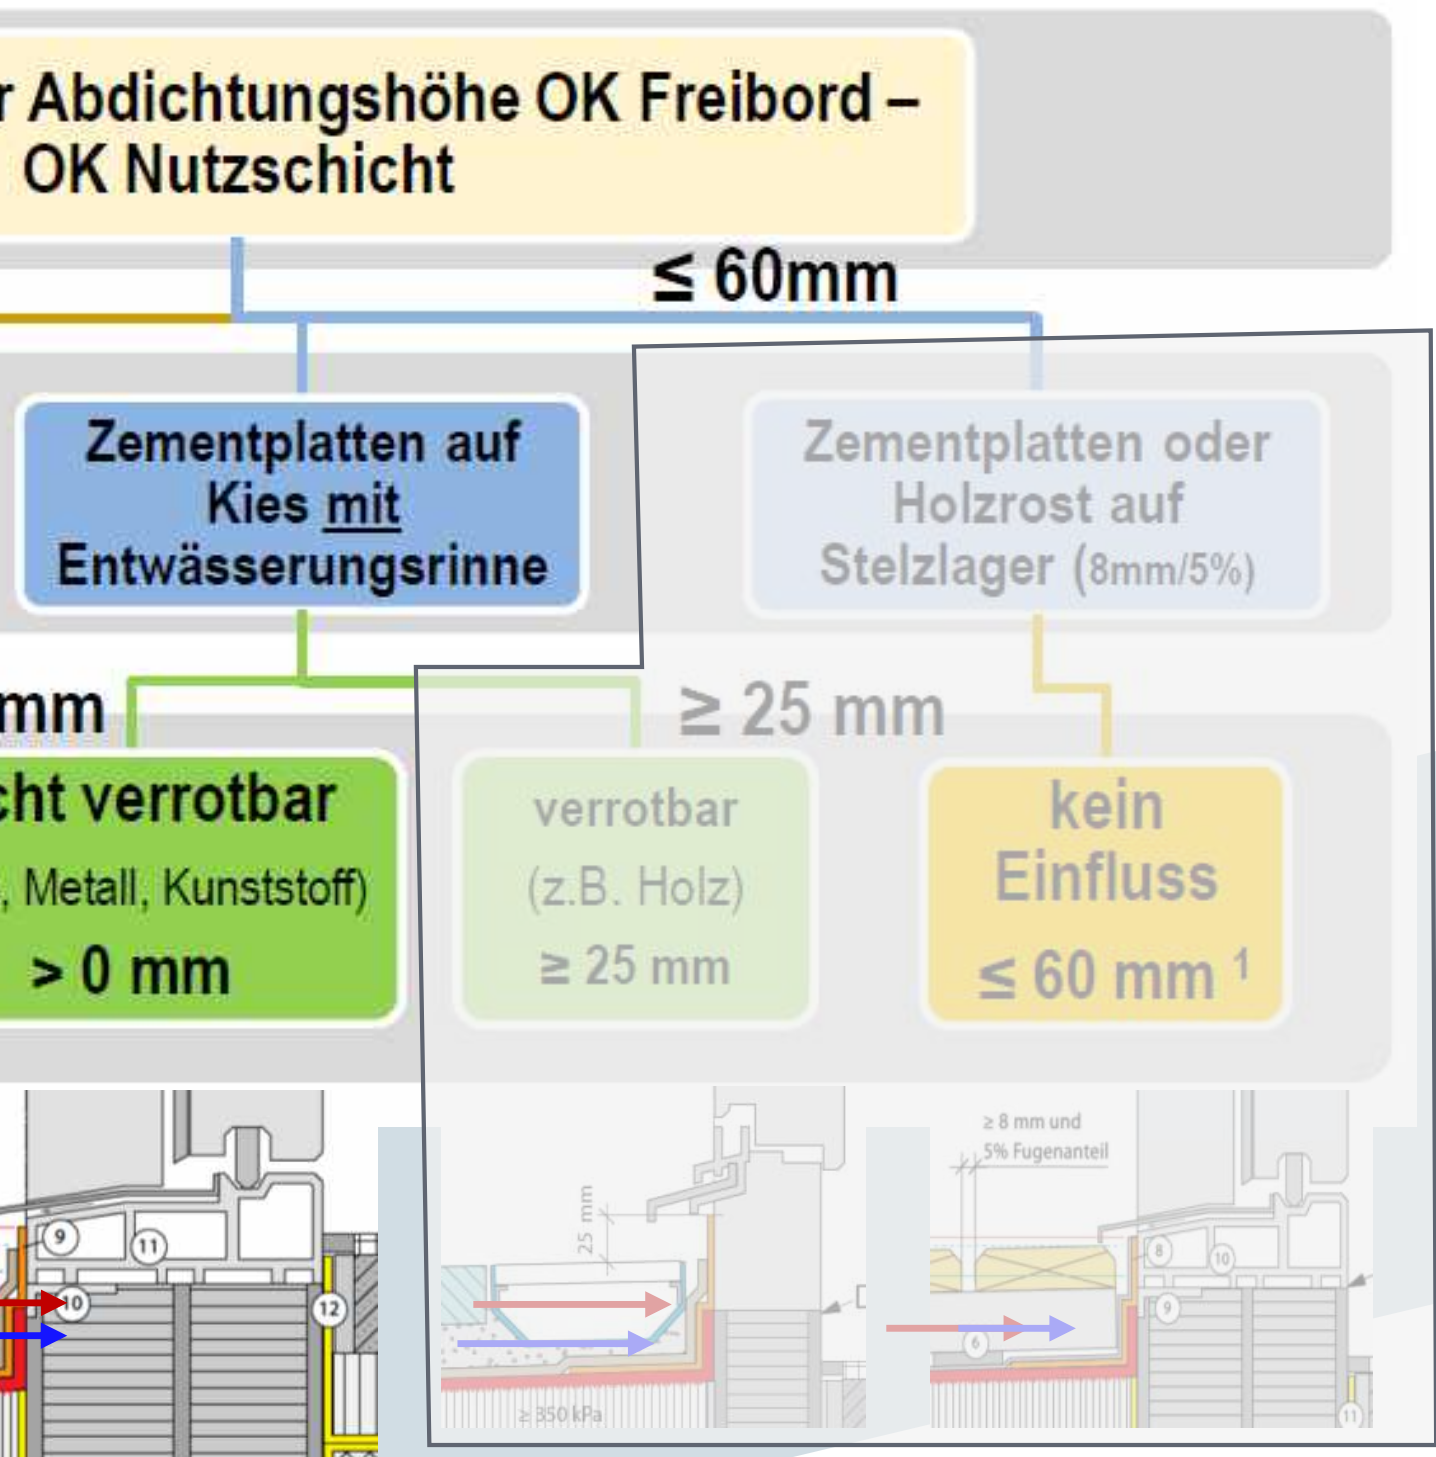 r Abdichtungshöhe OK Freibord –
OK Nutzschicht
≤ 60mm
Zementplatten auf
Kies mit
Entwässerungsrinne
Zementplatten oder
Holzrost auf
Stelzlager (8mm/5%)
mm
≥ 25 mm
cht verrotbar
, Metall, Kunststoff)
> 0 mm
verrotbar
(z.B. Holz)
≥ 25 mm
kein
Einfluss
≤ 60 mm 1
9
11
10
12
25 mm
≥ 350 kPa
≥ 8 mm und
5% Fugenanteil
8
10
9
6
11